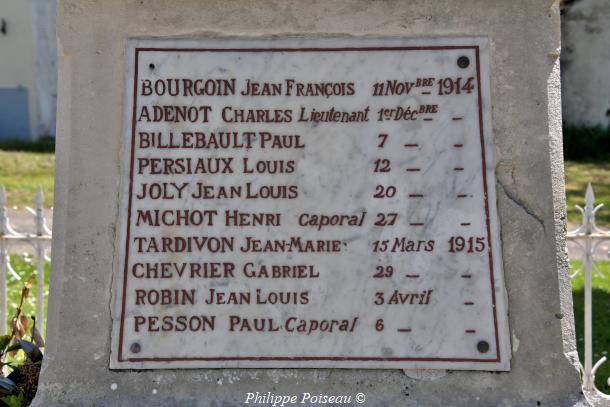 BOURGOIN JEAN FRANÇOIS 11 NovBRE 1914
ADENOT CHARLES Lieutenant 1er DécBRE _
BILLEBAULT PAUL 7 _ _
PERSIAUX LOUIS 12 _ _
JOLY JEAN LOUIS 20 _ _
MICHOT HENRI CAPORAL 27 _ _
TARDIVON JEAN-MARIE 15 Mars 1915
CHEVRIER GABRIEL 29 _ _
ROBIN JEAN LOUIS 3 Avril _
PESSON PAUL CAPORAL 6 _ _
Philippe Poiseau ©